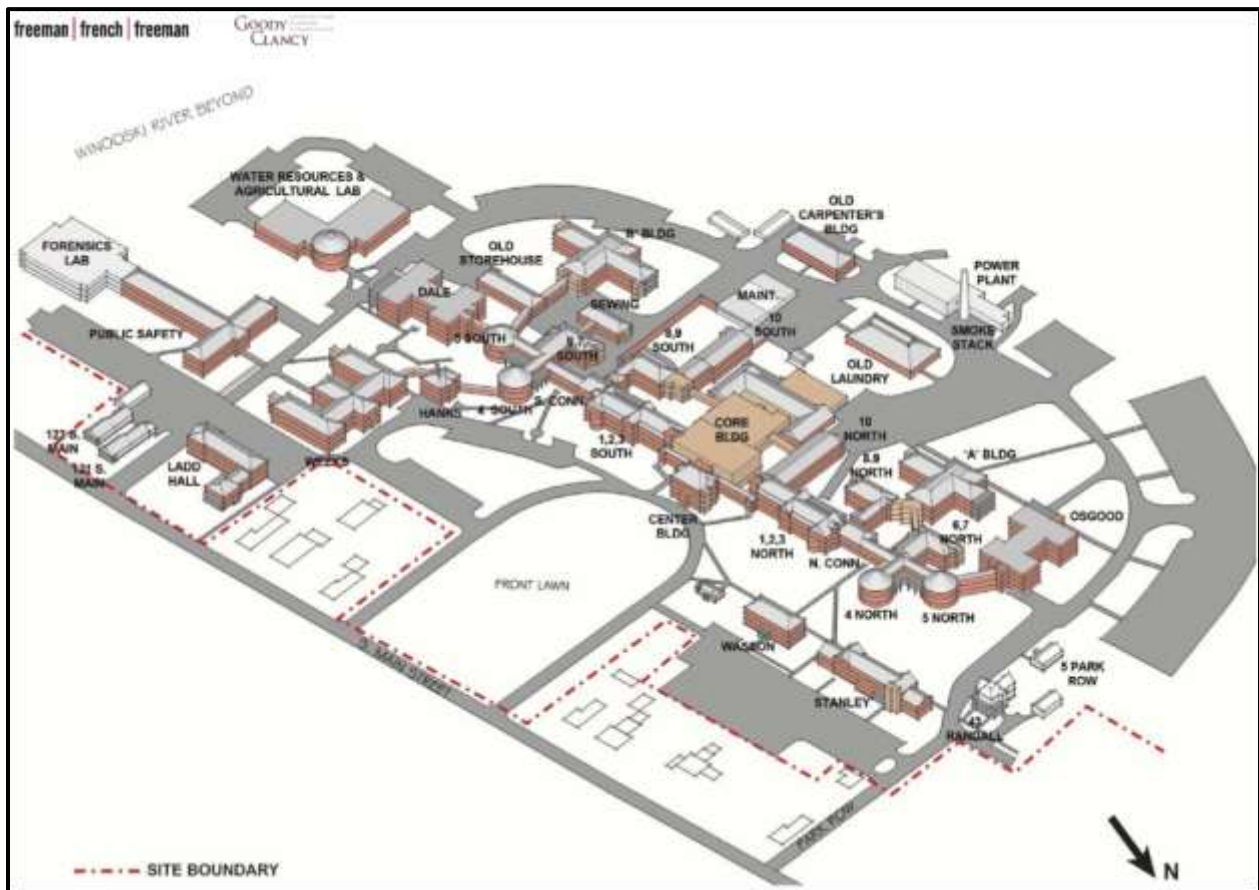 freeman | french | freeman
GOODY
CLANCY
WINOOSKI RIVER BEYOND
WATER RESOURCES &
AGRICULTURAL LAB
FORENSICS
LAB
PUBLIC SAFETY
OLD
STOREHOUSE
'B' BLDG
DALE
SEWING
OLD
CARPENTER'S
BLDG
POWER
PLANT
SMOKE
STACK
MAINT.
10
SOUTH
8,9
SOUTH
5 SOUTH
SOUTH
OLD
LAUNDRY
S. CONN.
4 SOUTH
HANKS
1,2,3
SOUTH
CORE
BLDG
10
NORTH
8,9
NORTH
'A' BLDG
OSGOOD
6,7
NORTH
127 S.
MAIN
121 S.
MAIN
LADD
HALL
WEEKS
CENTER
BLDG
1,2,3
NORTH
N. CONN.
4 NORTH
5 NORTH
FRONT LAWN
MAIN STREET
WASSON
STANLEY
5 PARK
ROW
43
RANDALL
PARK ROW
SITE BOUNDARY
N